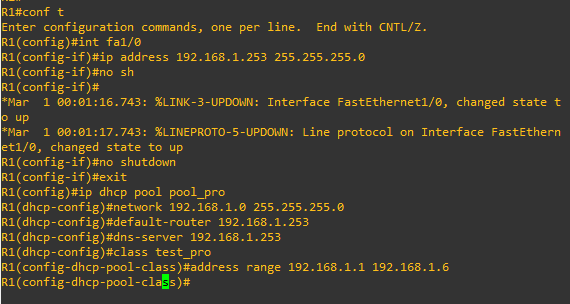 R1#conf t
Enter configuration commands, one per line.  End with CNTL/Z.
R1(config)#int fa1/0
R1(config-if)#ip address 192.168.1.253 255.255.255.0
R1(config-if)#no sh
R1(config-if)#
*Mar  1 00:01:16.743: %LINK-3-UPDOWN: Interface FastEthernet1/0, changed state t
o up
*Mar  1 00:01:17.743: %LINEPROTO-5-UPDOWN: Line protocol on Interface FastEthern
et1/0, changed state to up
R1(config-if)#no shutdown
R1(config-if)#exit
R1(config)#ip dhcp pool pool_pro
R1(dhcp-config)#network 192.168.1.0 255.255.255.0
R1(dhcp-config)#default-router 192.168.1.253
R1(dhcp-config)#dns-server 192.168.1.253
R1(dhcp-config)#class test_pro
R1(config-dhcp-pool-class)#address range 192.168.1.1 192.168.1.6
R1(config-dhcp-pool-class)#